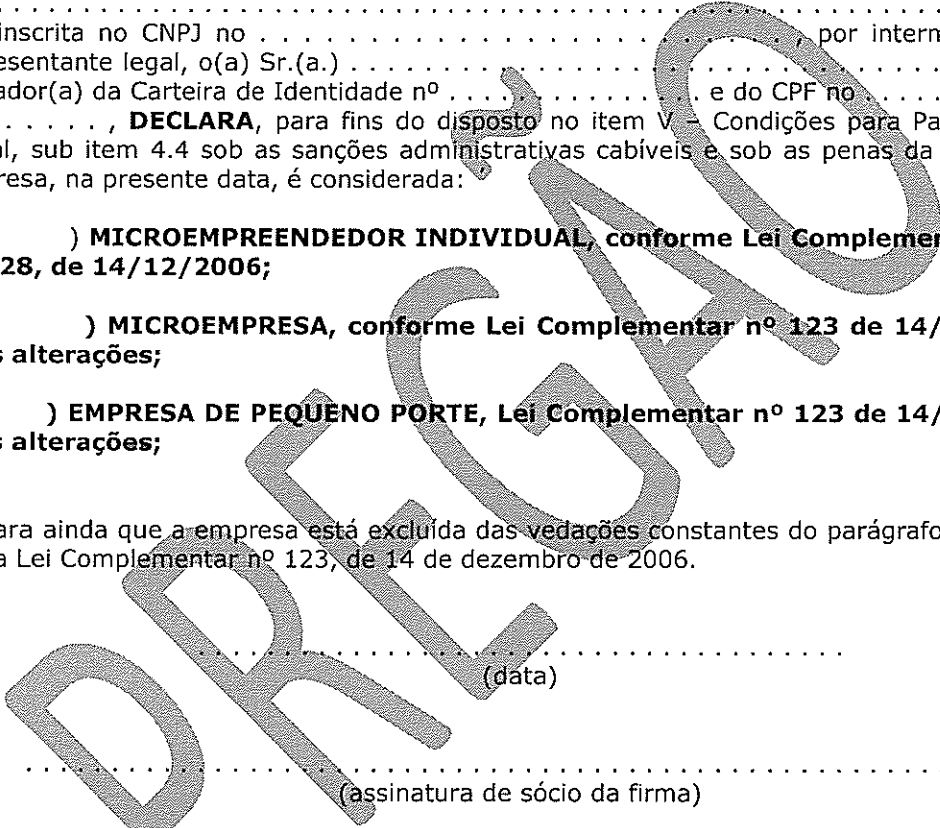 . . . . . . . . . . . . . . . . . . . . . . . . . . . . . . . . . . . . . . . . . . . . . . . . . . . . . . . .
inscrita no CNPJ no . . . . . . . . . . . . . . . . . . . . . . . . . . . . . . . , por interm
esentante legal, o(a) Sr.(a.) . . . . . . . . . . . . . . . . . . . . . . . . . . . . . . . . . . .
ador(a) da Carteira de Identidade nº . . . . . . . . . . . . . . . e do CPF no . . . . .
. . . . . . , DECLARA, para fins do disposto no item V – Condições para Pa
al, sub item 4.4 sob as sanções administrativas cabíveis e sob as penas da
resa, na presente data, é considerada:
) MICROEMPREENDEDOR INDIVIDUAL, conforme Lei Complemen
28, de 14/12/2006;
) MICROEMPRESA, conforme Lei Complementar nº 123 de 14/
s alterações;
) EMPRESA DE PEQUENO PORTE, Lei Complementar nº 123 de 14/
s alterações;
ara ainda que a empresa está excluída das vedações constantes do parágrafo
a Lei Complementar nº 123, de 14 de dezembro de 2006.
. . . . . . . . . . . . . . . . . . . . . . . . . . . . . . . . . . . . . .
(data)
. . . . . . . . . . . . . . . . . . . . . . . . . . . . . . . . . . . . . . . . . . . . . . . . . . . . .
(assinatura de sócio da firma)
PREGÃO